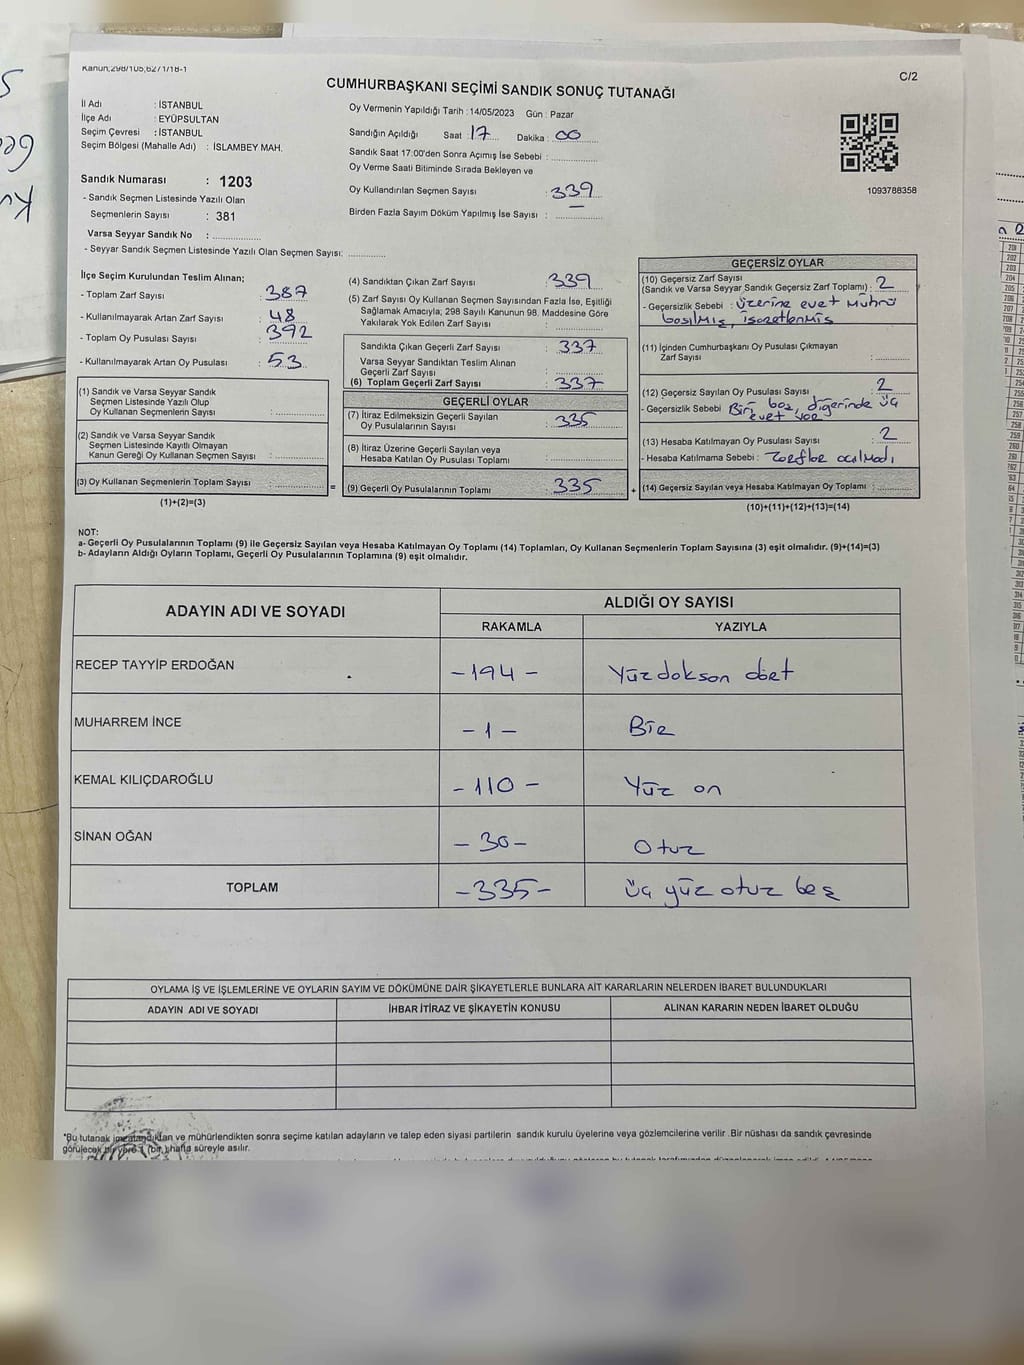 Kanun,298/105,6271/18-1
C/2
CUMHURBAŞKANI SEÇİMİ SANDIK SONUÇ TUTANAĞI
İl Adı : İSTANBUL
İlçe Adı : EYÜPSULTAN
Seçim Çevresi : İSTANBUL
Seçim Bölgesi (Mahalle Adı) : İSLAMBEY MAH.
Sandık Numarası : 1203
- Sandık Seçmen Listesinde Yazılı Olan
Seçmenlerin Sayısı : 381
Varsa Seyyar Sandık No :
- Seyyar Sandık Seçmen Listesinde Yazılı Olan Seçmen Sayısı:
Oy Vermenin Yapıldığı Tarih : 14/05/2023 Gün : Pazar
Sandığın Açıldığı Saat 17 Dakika : 00
Sandık Saat 17:00'den Sonra Açımış İse Sebebi :
Oy Verme Saati Bitiminde Sırada Bekleyen ve
Oy Kullandırılan Seçmen Sayısı : 339
Birden Fazla Sayım Döküm Yapılmış İse Sayısı : —
1093788358
İlçe Seçim Kurulundan Teslim Alınan;
- Toplam Zarf Sayısı : 387
- Kullanılmayarak Artan Zarf Sayısı : 48
- Toplam Oy Pusulası Sayısı : 392
- Kullanılmayarak Artan Oy Pusulası : 53
(1) Sandık ve Varsa Seyyar Sandık
Seçmen Listesinde Yazılı Olup
Oy Kullanan Seçmenlerin Sayısı :
(2) Sandık ve Varsa Seyyar Sandık
Seçmen Listesinde Kayıtlı Olmayan
Kanun Gereği Oy Kullanan Seçmen Sayısı :
(3) Oy Kullanan Seçmenlerin Toplam Sayısı :
(1)+(2)=(3)
=
(4) Sandıktan Çıkan Zarf Sayısı : 339
(5) Zarf Sayısı Oy Kullanan Seçmen Sayısından Fazla İse, Eşitliği
Sağlamak Amacıyla; 298 Sayılı Kanunun 98. Maddesine Göre
Yakılarak Yok Edilen Zarf Sayısı :
Sandıkta Çıkan Geçerli Zarf Sayısı : 337
Varsa Seyyar Sandıktan Teslim Alınan
Geçerli Zarf Sayısı :
(6) Toplam Geçerli Zarf Sayısı : 337
GEÇERLİ OYLAR
(7) İtiraz Edilmeksizin Geçerli Sayılan
Oy Pusulalarının Sayısı : 335
(8) İtiraz Üzerine Geçerli Sayılan veya
Hesaba Katılan Oy Pusulası Toplamı :
(9) Geçerli Oy Pusulalarının Toplamı : 335
+
GEÇERSİZ OYLAR
(10) Geçersiz Zarf Sayısı
(Sandık ve Varsa Seyyar Sandık Geçersiz Zarf Toplamı) : 2
- Geçersizlik Sebebi : Üzerine evet mührü
basılmış, işaretlenmiş
(11) İçinden Cumhurbaşkanı Oy Pusulası Çıkmayan
Zarf Sayısı :
(12) Geçersiz Sayılan Oy Pusulası Sayısı : 2
- Geçersizlik Sebebi Biri boş, diğerinde üç
evet var
(13) Hesaba Katılmayan Oy Pusulası Sayısı : 2
- Hesaba Katılmama Sebebi : Zarflar açılmadı
(14) Geçersiz Sayılan veya Hesaba Katılmayan Oy Toplamı :
(10)+(11)+(12)+(13)=(14)
NOT:
a- Geçerli Oy Pusulalarının Toplamı (9) ile Geçersiz Sayılan veya Hesaba Katılmayan Oy Toplamı (14) Toplamları, Oy Kullanan Seçmenlerin Toplam Sayısına (3) eşit olmalıdır. (9)+(14)=(3)
b- Adayların Aldığı Oyların Toplamı, Geçerli Oy Pusulalarının Toplamına (9) eşit olmalıdır.
ADAYIN ADI VE SOYADI
ALDIĞI OY SAYISI
RAKAMLA YAZIYLA
RECEP TAYYİP ERDOĞAN -194- Yüzdoksan dört
MUHARREM İNCE -1- Bir
KEMAL KILIÇDAROĞLU -110- Yüz on
SİNAN OĞAN -30- Otuz
TOPLAM -335- üç yüz otuz beş
OYLAMA İŞ VE İŞLEMLERİNE VE OYLARIN SAYIM VE DÖKÜMÜNE DAİR ŞİKAYETLERLE BUNLARA AİT KARARLARIN NELERDEN İBARET BULUNDUKLARI
ADAYIN ADI VE SOYADI İHBAR İTİRAZ VE ŞİKAYETİN KONUSU ALINAN KARARIN NEDEN İBARET OLDUĞU
*Bu tutanak imzalandıktan ve mühürlendikten sonra seçime katılan adayların ve talep eden siyasi partilerin sandık kurulu üyelerine veya gözlemcilerine verilir .Bir nüshası da sandık çevresinde
görülecek bir yere 1 (bir) hafta süreyle asılır.